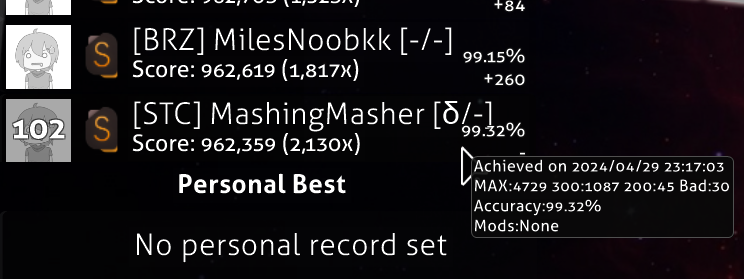 +84
[BRZ] MilesNoobkk [-/-]
99.15%
Score: 962,619 (1,817x)
+260
102
[STC] MashingMasher [δ/-]
99.32%
Score: 962,359 (2,130x)
-
Achieved on 2024/04/29 23:17:03
MAX:4729 300:1087 200:45 Bad:30
Accuracy:99.32%
Mods:None
Personal Best
No personal record set